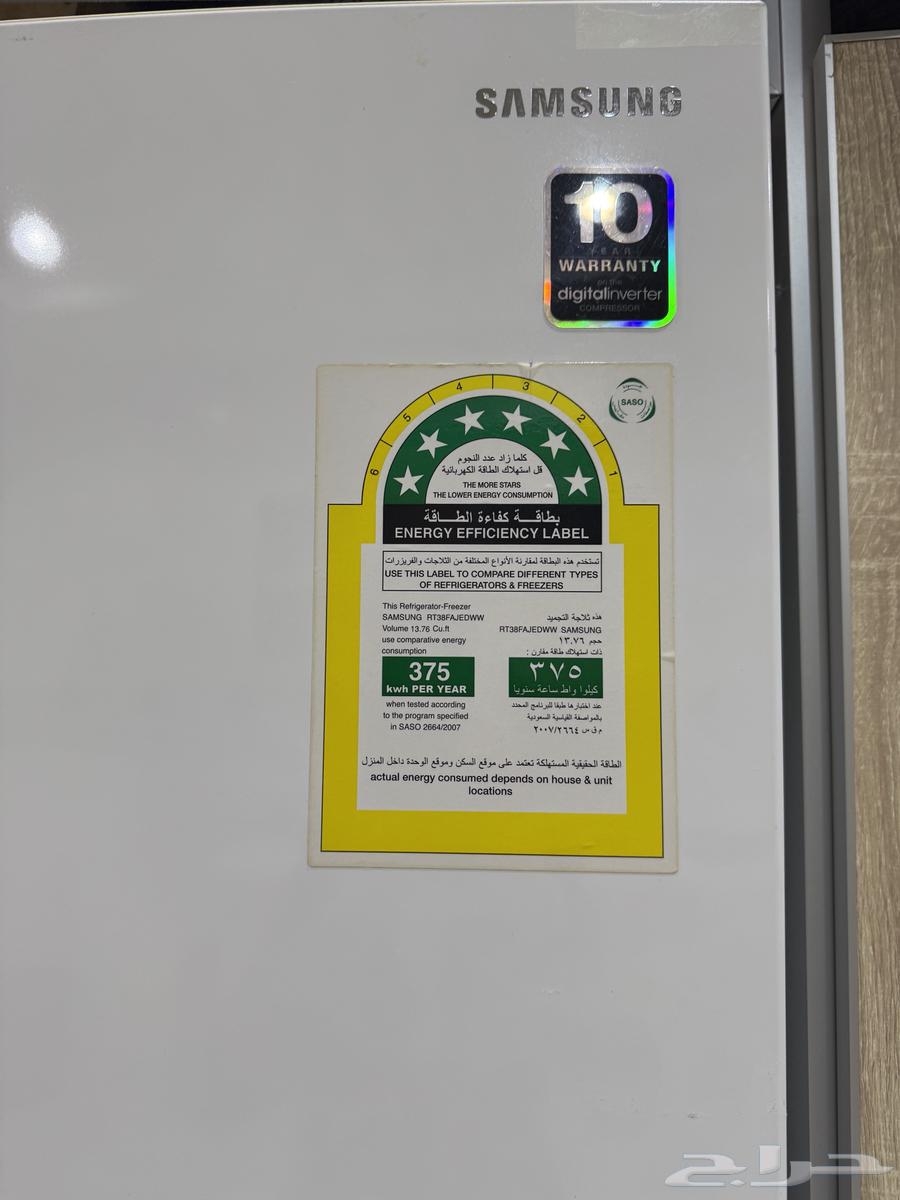 SAMSUNG
10
YEAR
WARRANTY
on the
digitalinverter
COMPRESSOR
SASO
1 2 3 4 5 6
كلما زاد عدد النجوم
قل استهلاك الطاقة الكهربائية
THE MORE STARS
THE LOWER ENERGY CONSUMPTION
بطاقـــة كفاءة الطـــاقة
ENERGY EFFICIENCY LABEL
تستخدم هذه البطاقة لمقارنة الأنواع المختلفة من الثلاجات والفريزرات
USE THIS LABEL TO COMPARE DIFFERENT TYPES
OF REFRIGERATORS & FREEZERS
This Refrigerator-Freezer
SAMSUNG RT38FAJEDWW
Volume 13.76 Cu.ft
use comparative energy
consumption
375
kwh PER YEAR
when tested according
to the program specified
in SASO 2664/2007
هذه ثلاجة التجميد
RT38FAJEDWW SAMSUNG
حجم ١٣.٧٦
ذات استهلاك طاقة مقارن :
٣٧٥
كيلوا واط ساعة سنويا
عند اختبارها طبقا للبرنامج المحدد
بالمواصفة القياسية السعودية
م ق س ٢٠٠٧/٢٦٦٤
الطاقة الحقيقية المستهلكة تعتمد على موقع السكن وموقع الوحدة داخل المنزل
actual energy consumed depends on house & unit
locations
حراج